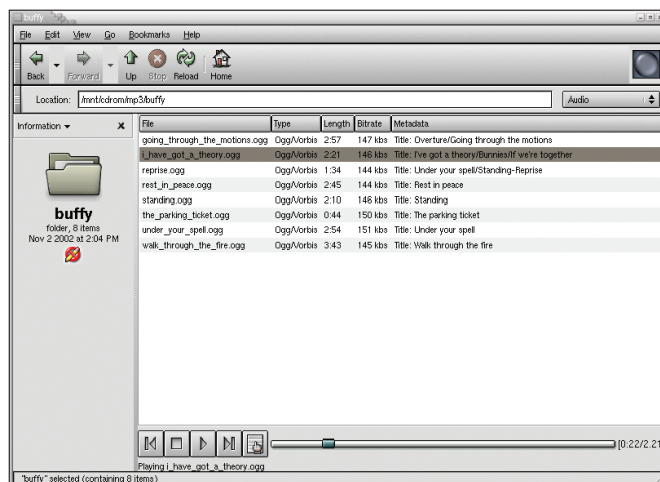 buffy
File Edit View Go Bookmarks Help
Back Forward Up Stop Reload Home
Location: /mnt/cdrom/mp3/buffy Audio
Information x
File Type Length Bitrate Metadata
going_through_the_motions.ogg Ogg/Vorbis 2:57 147 kbs Title: Overture/Going through the motions
i_have_got_a_theory.ogg Ogg/Vorbis 2:21 146 kbs Title: I've got a theory/Bunnies/If we're together
reprise.ogg Ogg/Vorbis 1:34 144 kbs Title: Under your spell/Standing-Reprise
rest_in_peace.ogg Ogg/Vorbis 2:45 144 kbs Title: Rest in peace
standing.ogg Ogg/Vorbis 2:10 146 kbs Title: Standing
the_parking_ticket.ogg Ogg/Vorbis 0:44 150 kbs Title: The parking ticket
under_your_spell.ogg Ogg/Vorbis 2:54 151 kbs Title: Under your spell
walk_through_the_fire.ogg Ogg/Vorbis 3:43 145 kbs Title: Walk through the fire
buffy
folder, 8 items
Nov 2 2002 at 2:04 PM
[0:22/2.21
Playing i_have_got_a_theory.ogg
"buffy" selected (containing 8 items)